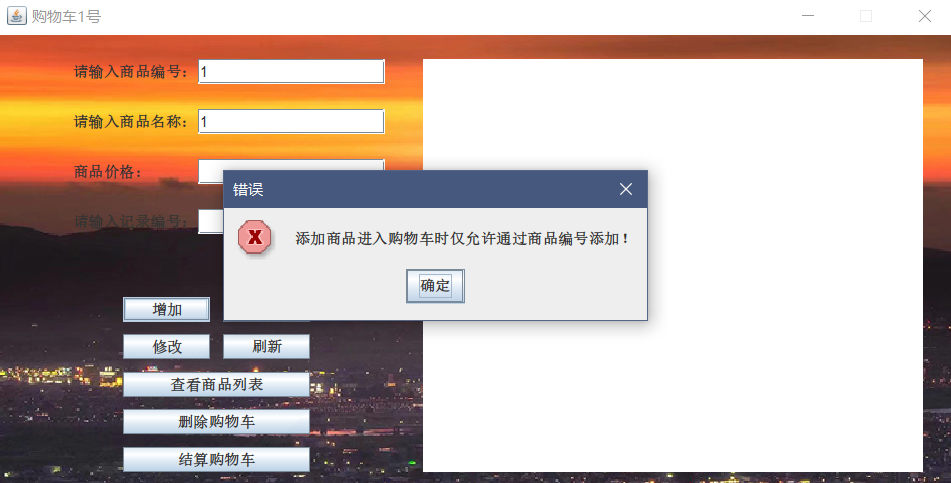 购物车1号
请输入商品编号： 1
请输入商品名称： 1
商品价格：
请输入记录编号：
错误
添加商品进入购物车时仅允许通过商品编号添加！
确定
增加
修改 刷新
查看商品列表
删除购物车
结算购物车